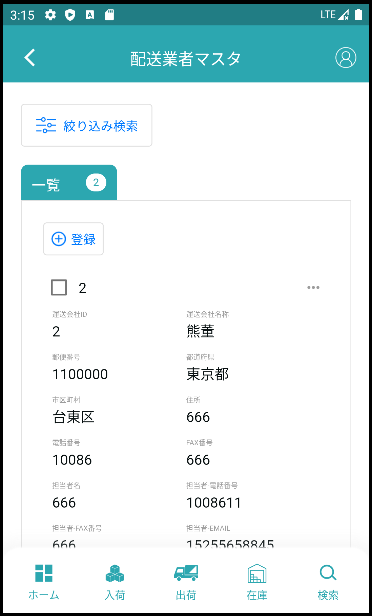 3:15 A LTE
配送業者マスタ
絞り込み検索
一覧 2
登録
2
運送会社ID 運送会社名称
2 熊董
郵便番号 都道府県
1100000 東京都
市区町村 住所
台東区 666
電話番号 FAX番号
10086 666
担当者名 担当者-電話番号
666 1008611
担当者-FAX番号 担当者-EMAIL
666 15255658845
ホーム 入荷 出荷 在庫 検索